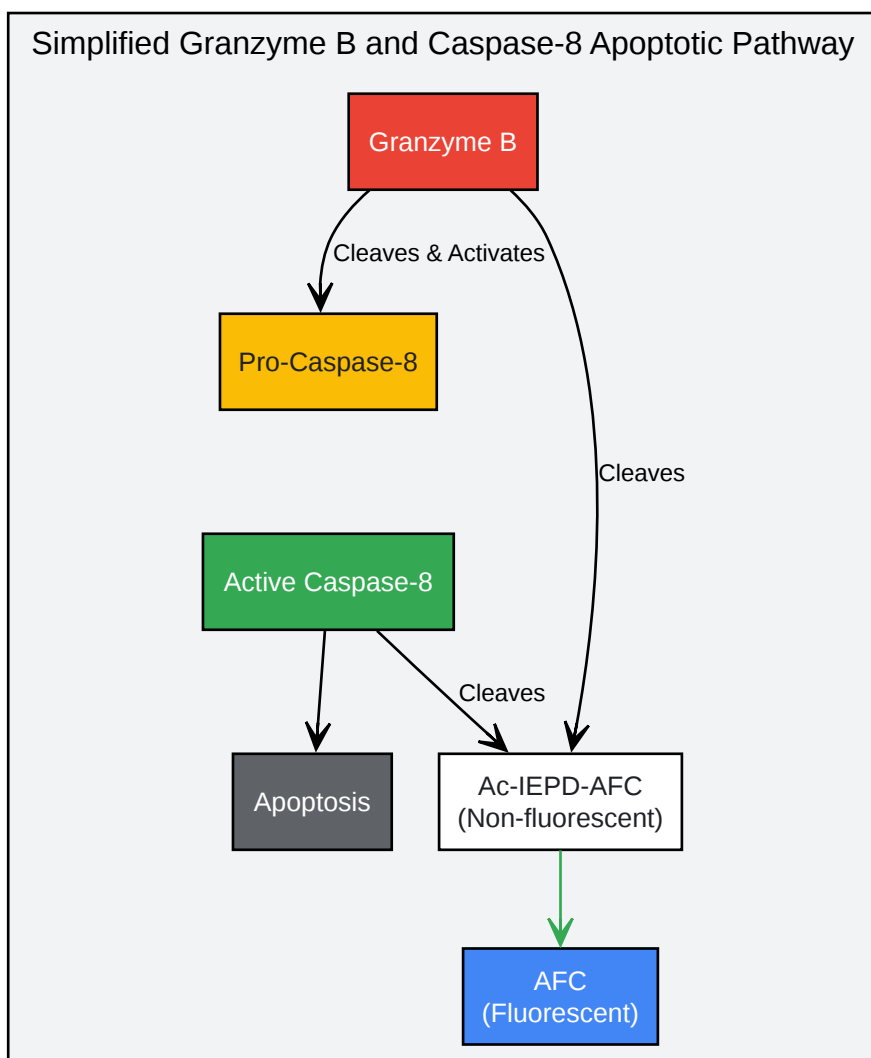 Simplified Granzyme B and Caspase-8 Apoptotic Pathway
Granzyme B
Cleaves & Activates
Pro-Caspase-8
Cleaves
Active Caspase-8
Cleaves
Apoptosis
Ac-IEPD-AFC
(Non-fluorescent)
AFC
(Fluorescent)